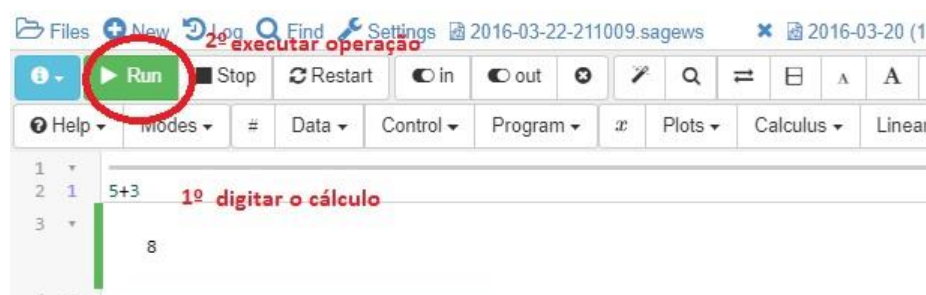 Files New Log Find Settings 2016-03-22-211009.sagews 2016-03-20 (1
2º executar operação
Run Stop Restart in out A A
Help Modes # Data Control Program x Plots Calculus Linear
1
2 1 5+3
1º digitar o cálculo
3
8